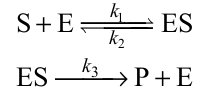 S + E ⇌ ES k₁ k₂
ES → P + E k₃